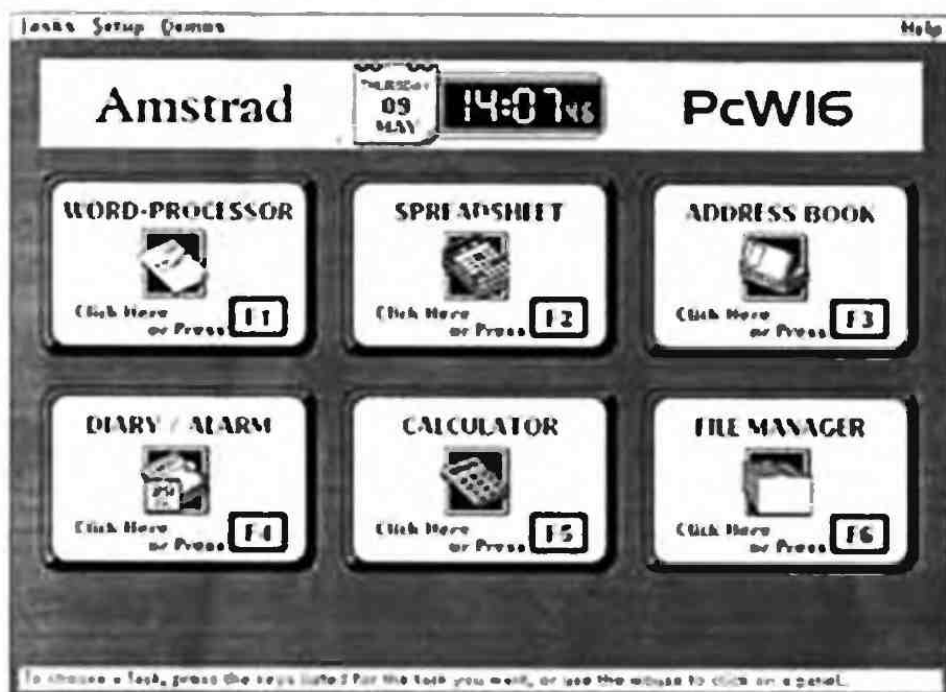 Tasks Setup Demos Help
Amstrad
THURSDAY
09
MAY
14:07 48
PcW16
WORD-PROCESSOR
Click Here
or Press F1
SPREADSHEET
Click Here
or Press F2
ADDRESS BOOK
Click Here
or Press F3
DIARY / ALARM
Click Here
or Press F4
CALCULATOR
Click Here
or Press F5
FILE MANAGER
Click Here
or Press F6
To choose a task, press the keys listed for the task you want, or use the mouse to click on a panel.